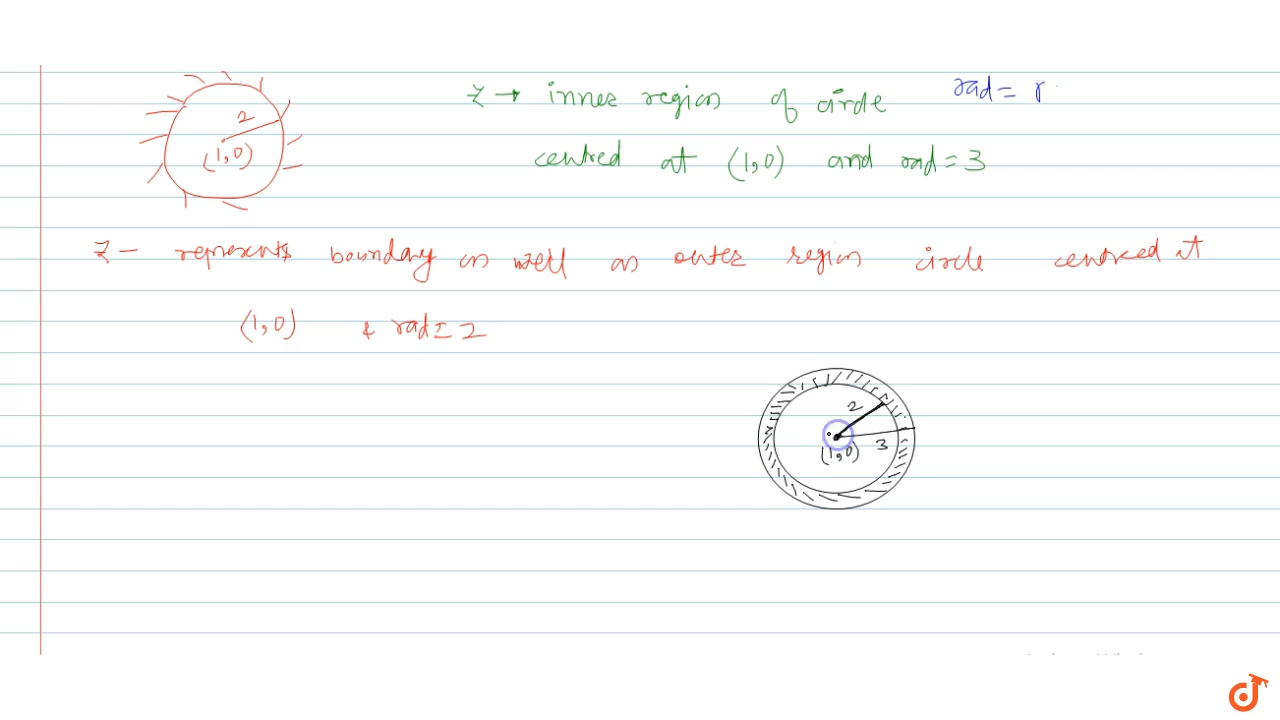 2
(1,0)
z → inner region of circle rad = r
centred at (1,0) and rad = 3
z - represents boundary as well as outer region circle centred at
(1,0) & rad = 2
2
3
(1,0)